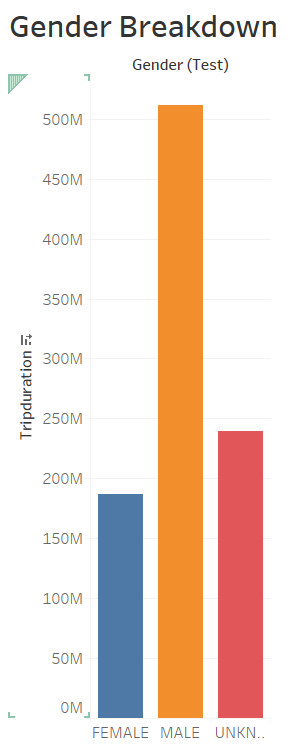 Gender Breakdown
Gender (Test)
500M
450M
400M
350M
300M
250M
200M
150M
100M
50M
0M
Tripduration
FEMALE MALE UNKN..